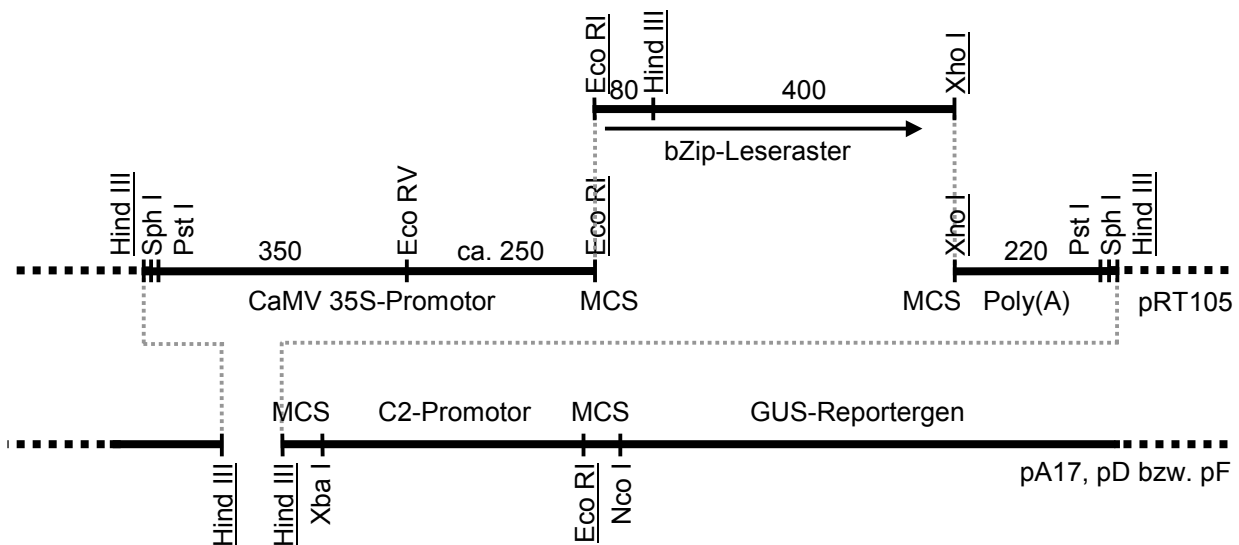 Eco RI
Hind III
Xho I
80
400
bZip-Leseraster
Hind III
Sph I
Pst I
Eco RV
Eco RI
Xho I
Pst I
Sph I
Hind III
350
ca. 250
220
CaMV 35S-Promotor
MCS
MCS
Poly(A)
pRT105
MCS
C2-Promotor
MCS
GUS-Reportergen
Hind III
Hind III
Xba I
Eco RI
Nco I
pA17, pD bzw. pF